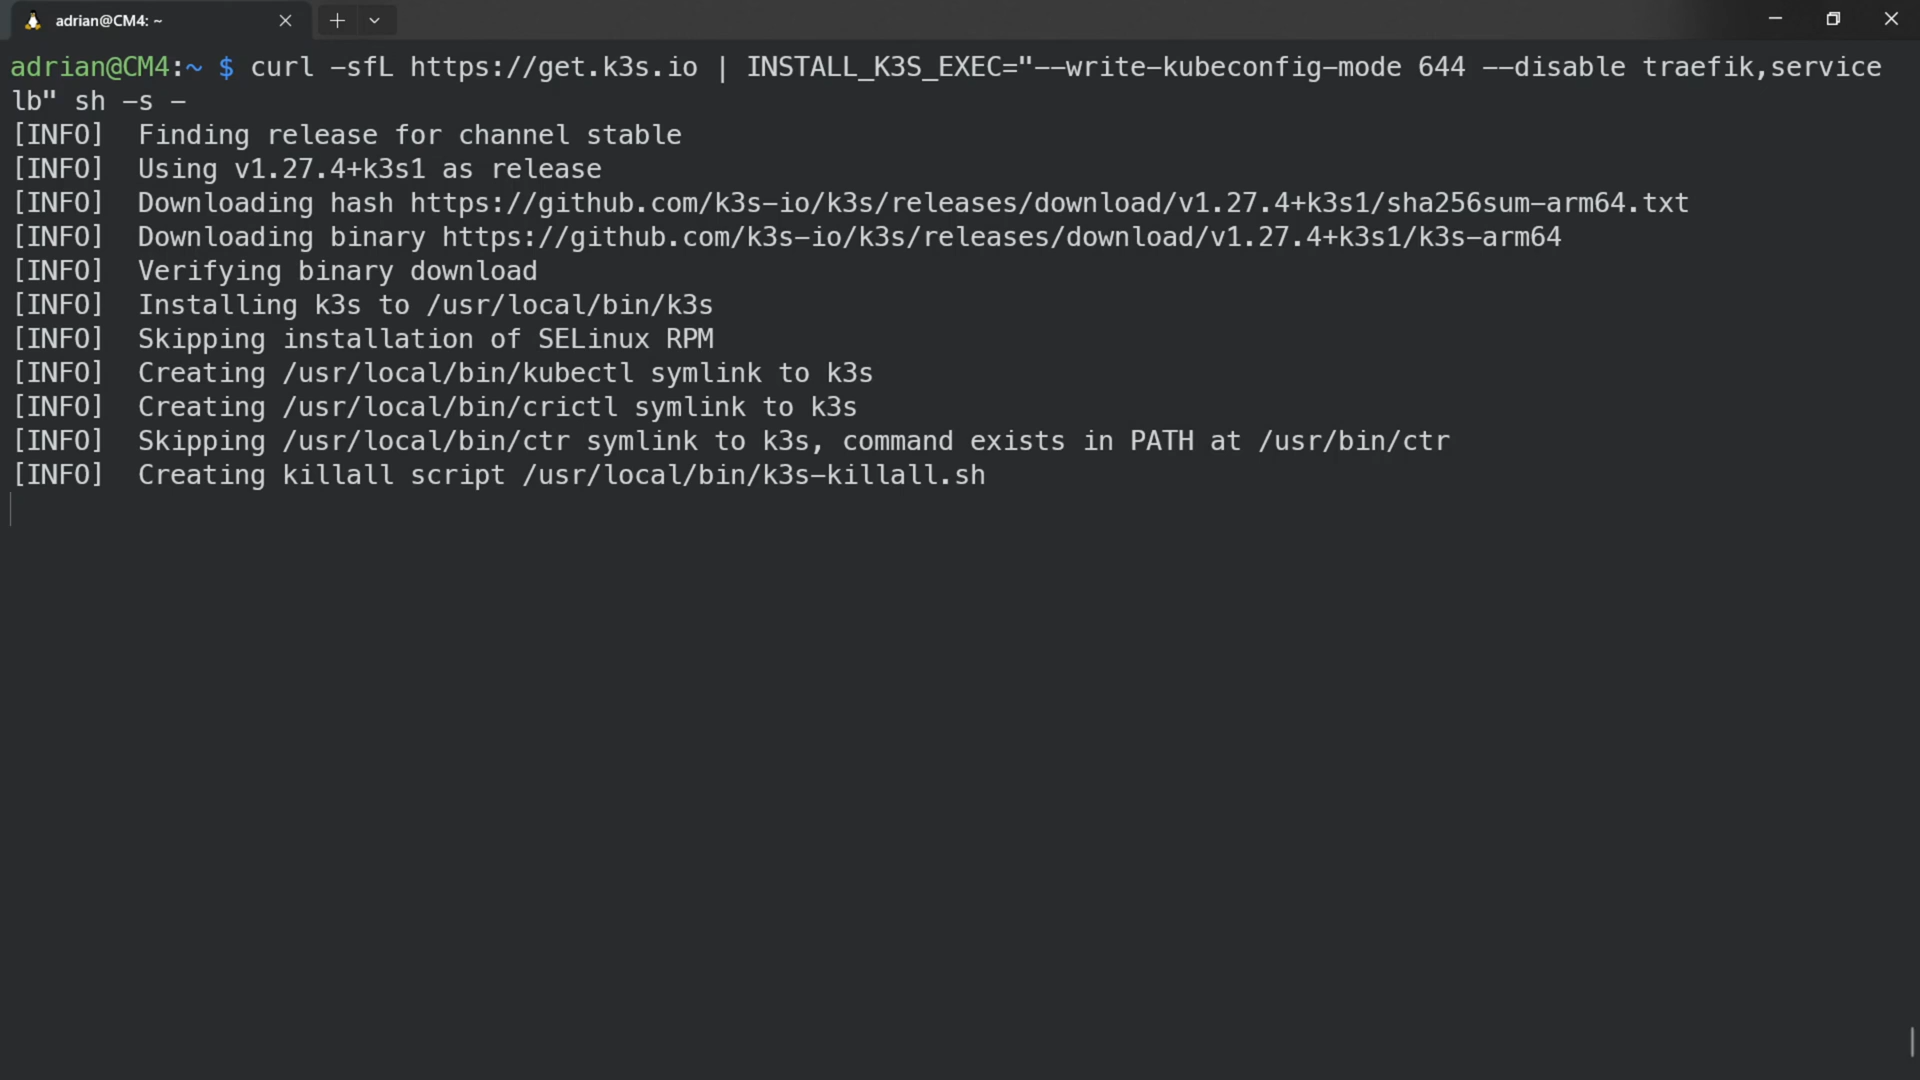 adrian@CM4: ~
adrian@CM4:~ $ curl -sfL https://get.k3s.io | INSTALL_K3S_EXEC="--write-kubeconfig-mode 644 --disable traefik,service
lb" sh -s -
[INFO]  Finding release for channel stable
[INFO]  Using v1.27.4+k3s1 as release
[INFO]  Downloading hash https://github.com/k3s-io/k3s/releases/download/v1.27.4+k3s1/sha256sum-arm64.txt
[INFO]  Downloading binary https://github.com/k3s-io/k3s/releases/download/v1.27.4+k3s1/k3s-arm64
[INFO]  Verifying binary download
[INFO]  Installing k3s to /usr/local/bin/k3s
[INFO]  Skipping installation of SELinux RPM
[INFO]  Creating /usr/local/bin/kubectl symlink to k3s
[INFO]  Creating /usr/local/bin/crictl symlink to k3s
[INFO]  Skipping /usr/local/bin/ctr symlink to k3s, command exists in PATH at /usr/bin/ctr
[INFO]  Creating killall script /usr/local/bin/k3s-killall.sh